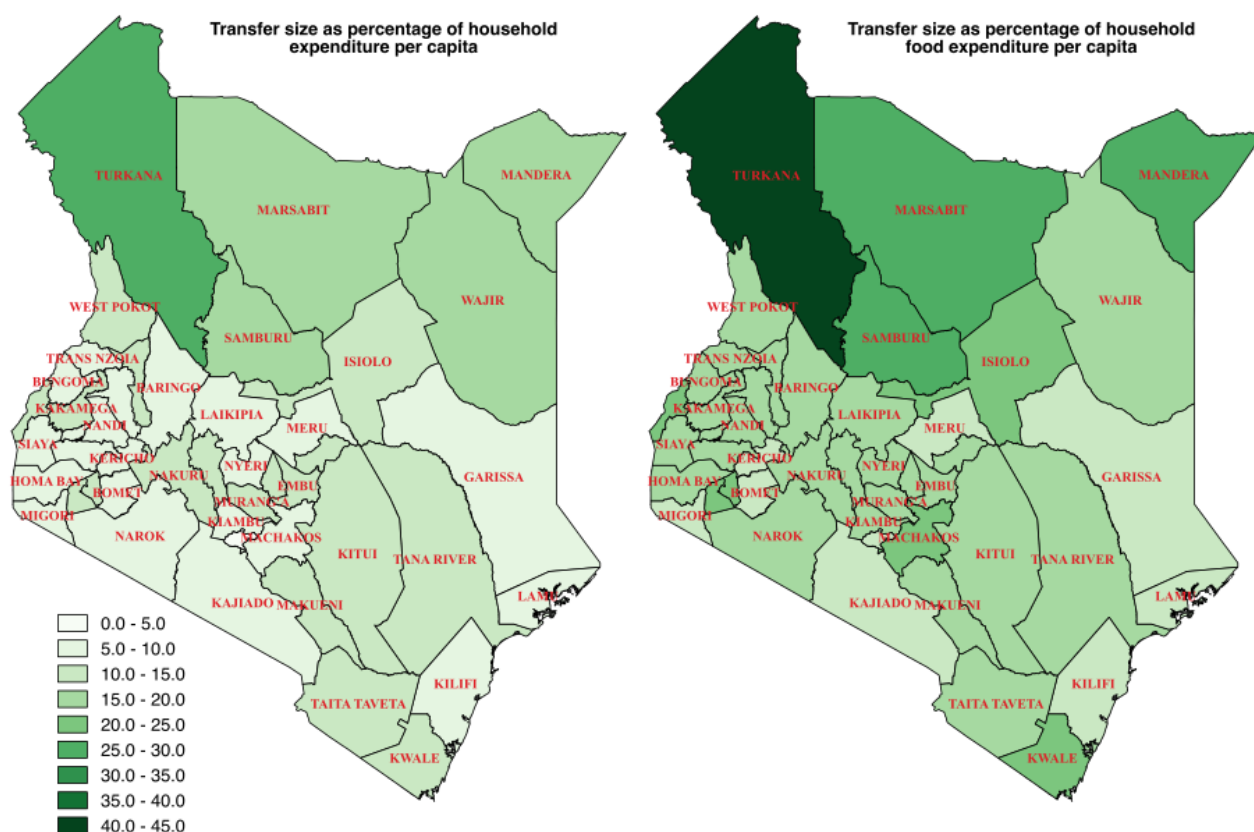 Transfer size as percentage of household
expenditure per capita
TURKANA
MANDERA
MARSABIT
WAJIR
WEST POKOT
SAMBURU
ISIOLO
TRANS NZOIA
BUNGOMA
BARINGO
KAKAMEGA
LAIKIPIA
NANDI
MERU
SIAYA
KERICHO
NYERI
GARISSA
HOMA BAY
NAKURU
EMBU
BOMET
MURANG'A
MIGORI
KIAMBU
NAROK
MACHAKOS
KITUI
TANA RIVER
KAJIADO
MAKUENI
LAMU
KILIFI
TAITA TAVETA
KWALE
0.0 - 5.0
5.0 - 10.0
10.0 - 15.0
15.0 - 20.0
20.0 - 25.0
25.0 - 30.0
30.0 - 35.0
35.0 - 40.0
40.0 - 45.0
Transfer size as percentage of household
food expenditure per capita
TURKANA
MANDERA
MARSABIT
WAJIR
WEST POKOT
SAMBURU
ISIOLO
TRANS NZOIA
BUNGOMA
BARINGO
KAKAMEGA
LAIKIPIA
NANDI
MERU
SIAYA
KERICHO
NYERI
GARISSA
HOMA BAY
NAKURU
EMBU
BOMET
MURANG'A
MIGORI
KIAMBU
NAROK
MACHAKOS
KITUI
TANA RIVER
KAJIADO
MAKUENI
LAMU
KILIFI
TAITA TAVETA
KWALE